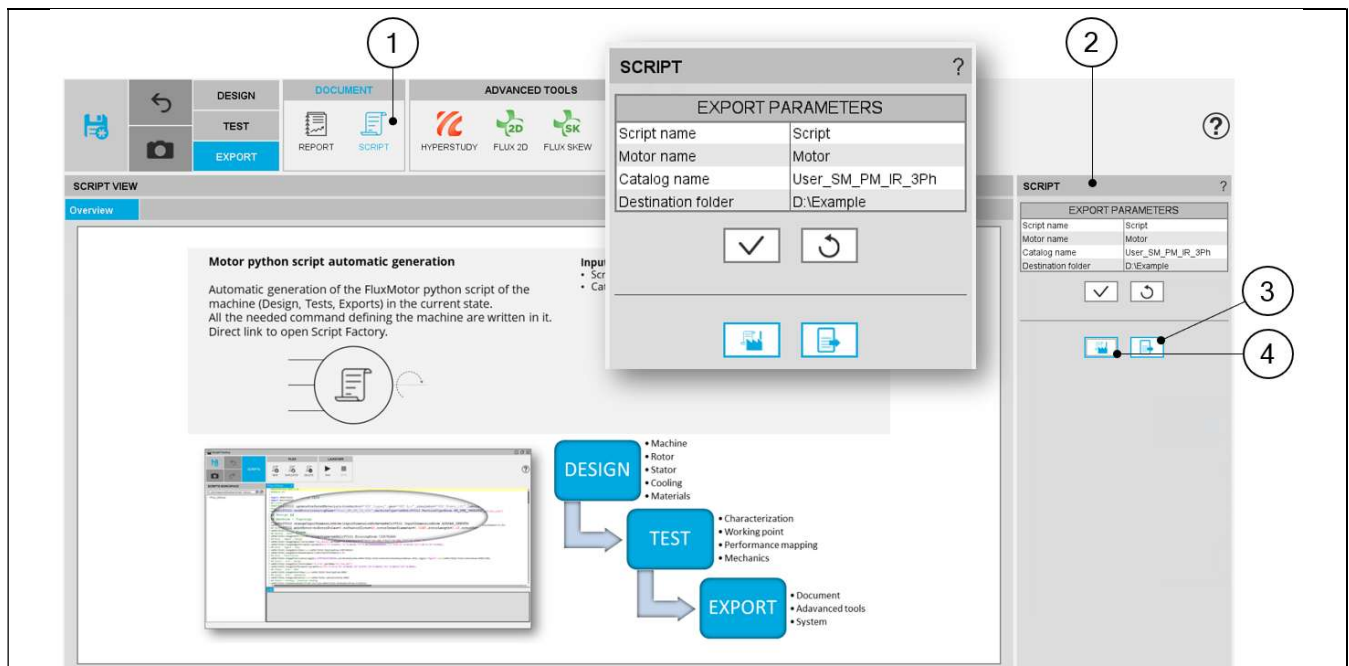 1
2
DESIGN
TEST
EXPORT
DOCUMENT
REPORT
SCRIPT
ADVANCED TOOLS
HYPERSTUDY
2D
FLUX 2D
SK
FLUX SKEW
?
SCRIPT ?
EXPORT PARAMETERS
Script name Script
Motor name Motor
Catalog name User_SM_PM_IR_3Ph
Destination folder D:\Example
SCRIPT VIEW
Overview
Motor python script automatic generation
Automatic generation of the FluxMotor python script of the
machine (Design, Tests, Exports) in the current state.
All the needed command defining the machine are written in it.
Direct link to open Script Factory.
SCRIPT ?
EXPORT PARAMETERS
Script name Script
Motor name Motor
Catalog name User_SM_PM_IR_3Ph
Destination folder D:\Example
3
4
DESIGN
• Machine
• Rotor
• Stator
• Cooling
• Materials
TEST
• Characterization
• Working point
• Performance mapping
• Mechanics
EXPORT
• Document
• Adavanced tools
• System